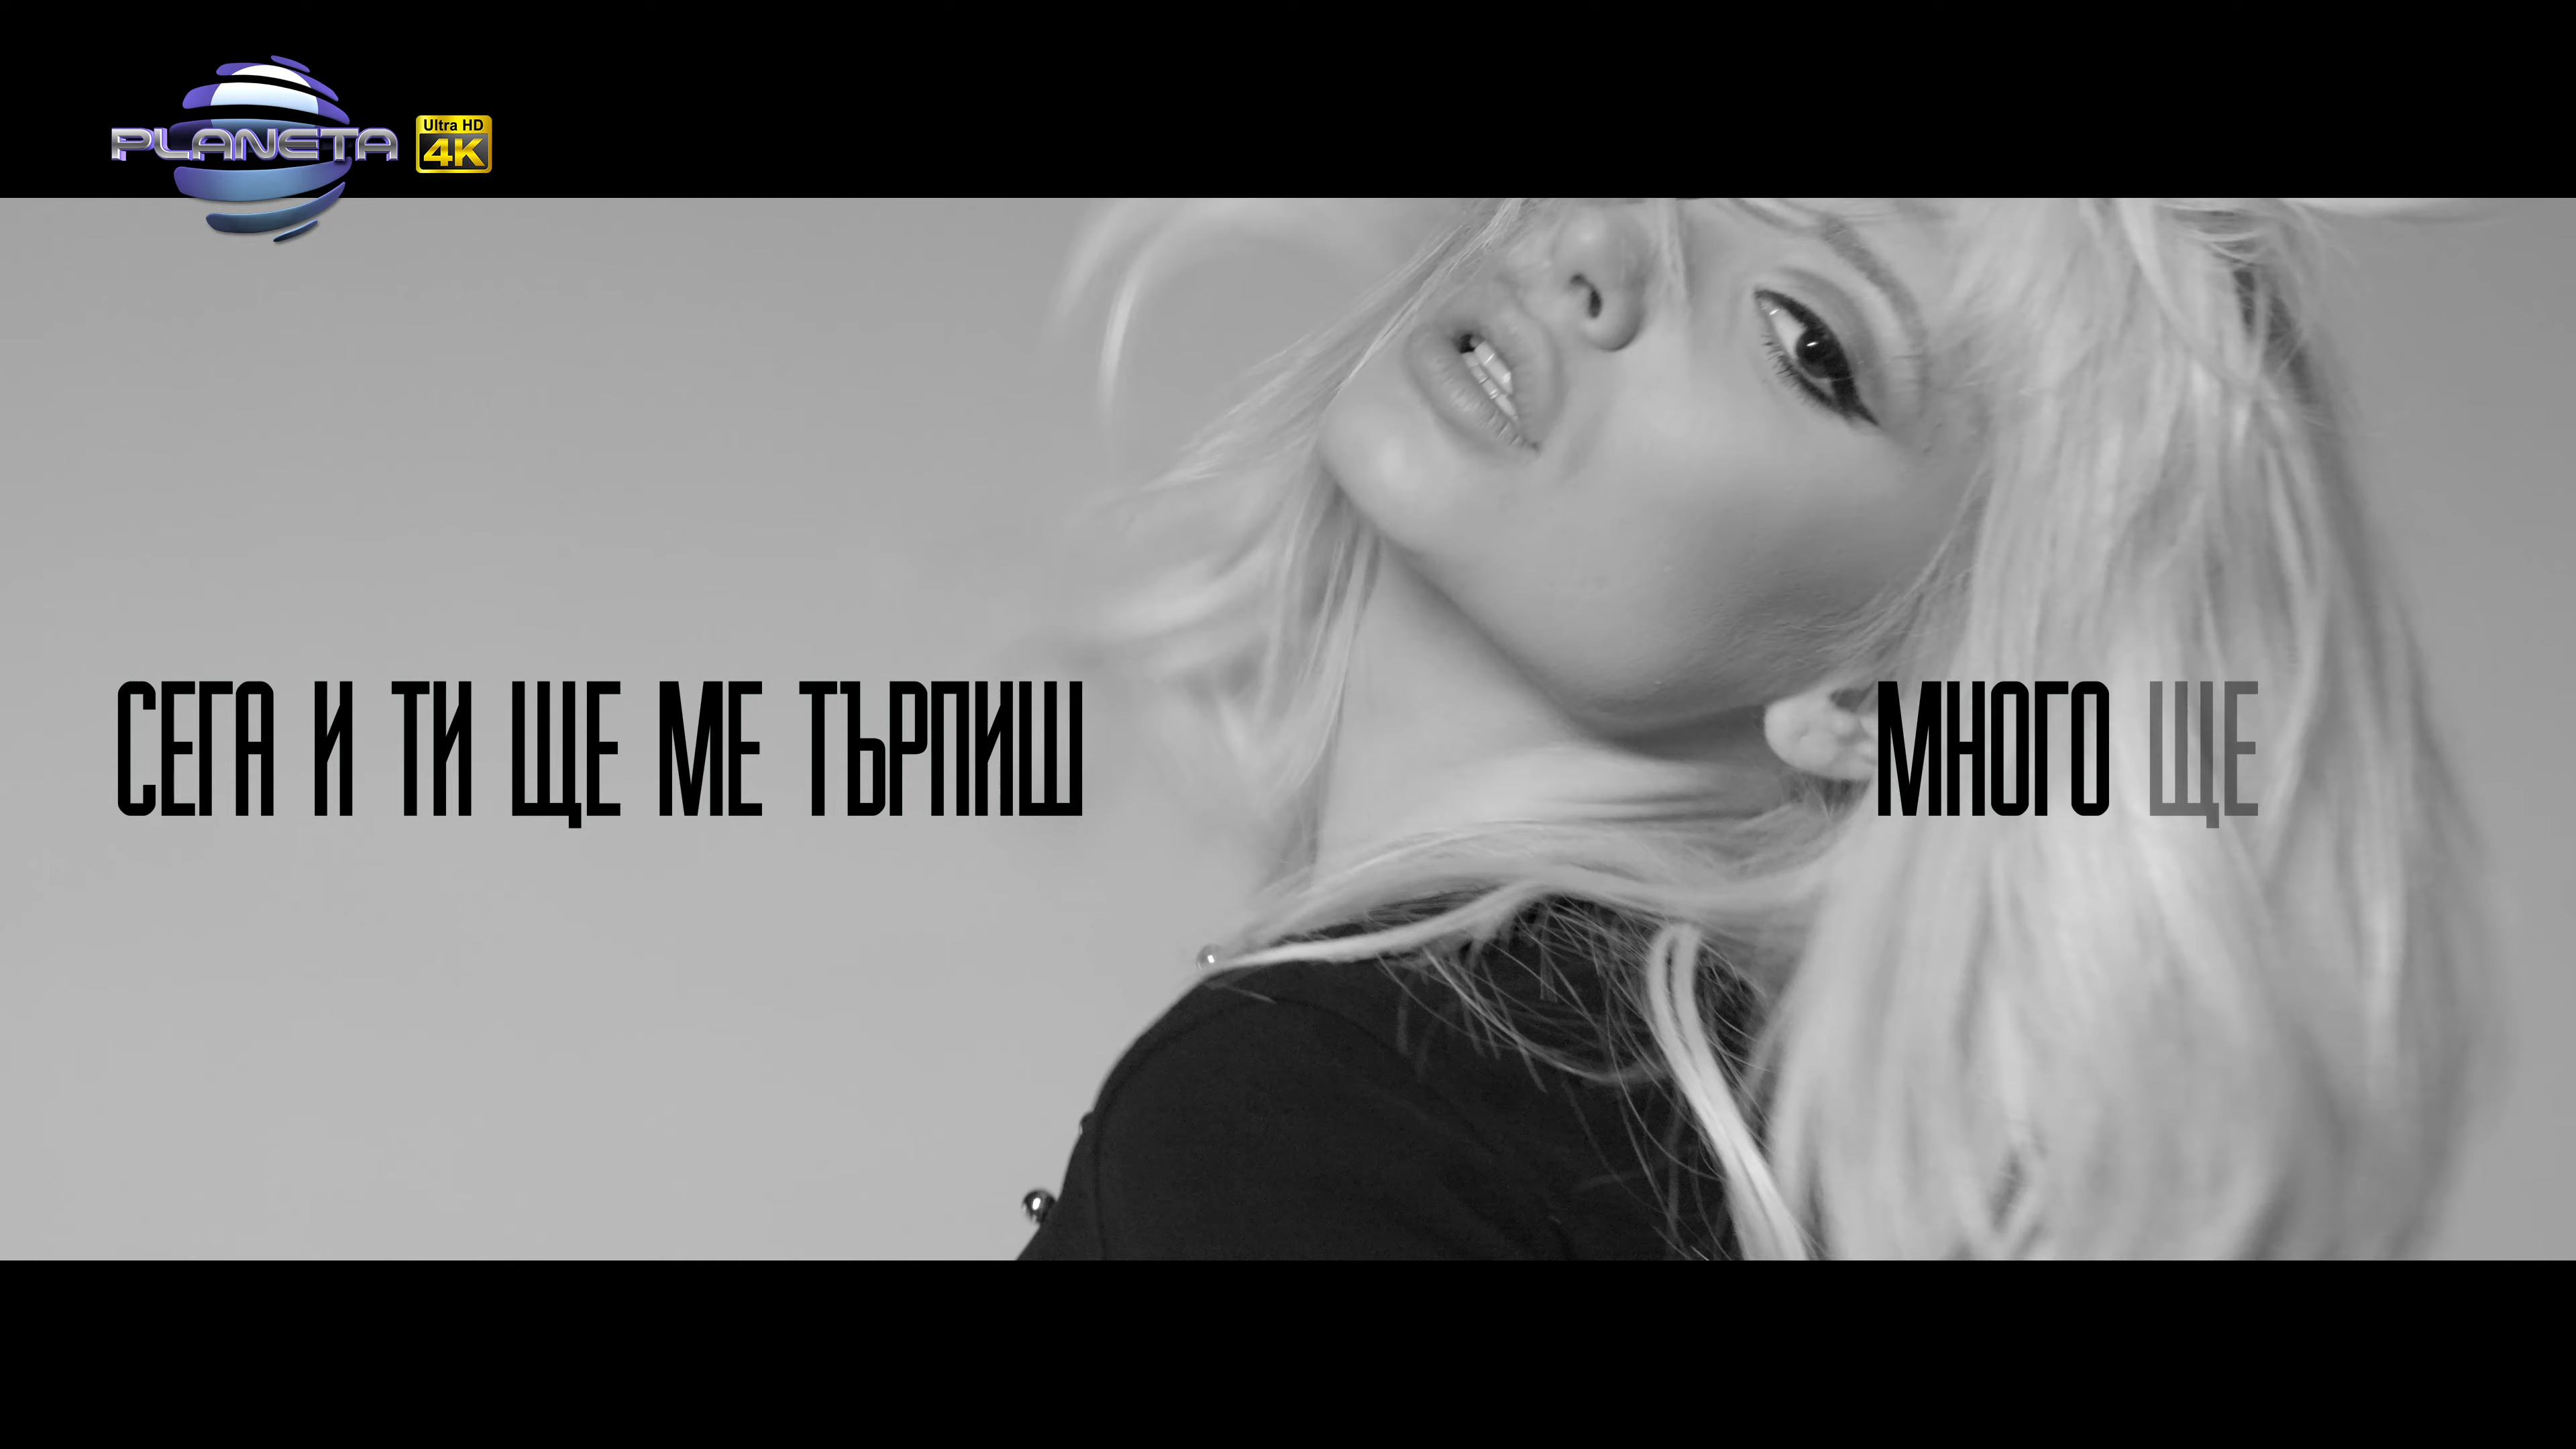 PLANETA
Ultra HD
4K
СЕГА И ТИ ЩЕ МЕ ТЪРПИШ
МНОГО ЩЕ